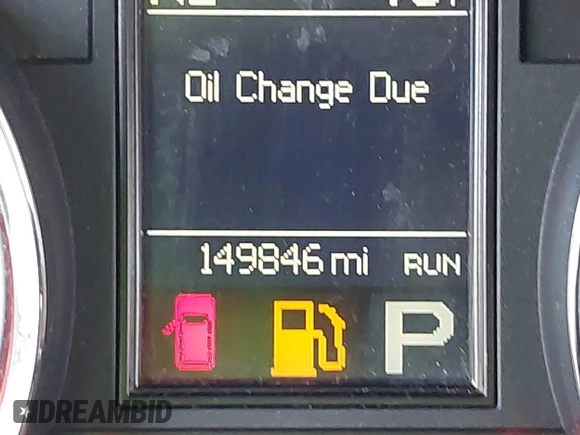 Oil Change Due
149846 mi RUN
P
DREAMBID